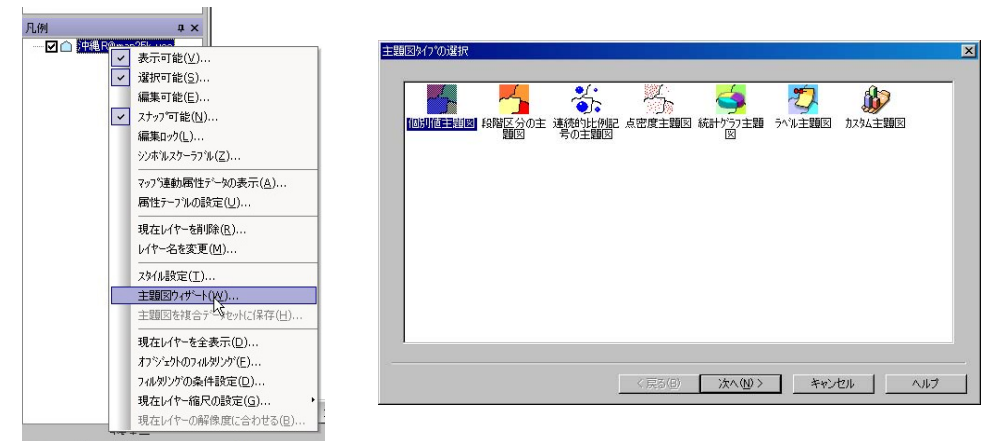 凡例
沖縄R@map25k_use
表示可能(V)...
選択可能(S)...
編集可能(E)...
スナップ可能(N)...
編集ロック(L)...
シンボルスケーラブル(Z)...
マップ連動属性データの表示(A)...
属性テーブルの設定(U)...
現在レイヤーを削除(R)...
レイヤー名を変更(M)...
スタイル設定(T)...
主題図ウィザード(W)...
主題図を複合データセットに保存(H)...
現在レイヤーを全表示(D)...
オブジェクトのフィルタリング(F)...
フィルタリングの条件設定(D)...
現在レイヤー縮尺の設定(G)...
現在レイヤーの解像度に合わせる(B)...
主題図タイプの選択
個別値主題図
段階区分の主題図
連続的比例記号の主題図
点密度主題図
統計グラフ主題図
ラベル主題図
カスタム主題図
< 戻る(B)
次へ(N) >
キャンセル
ヘルプ